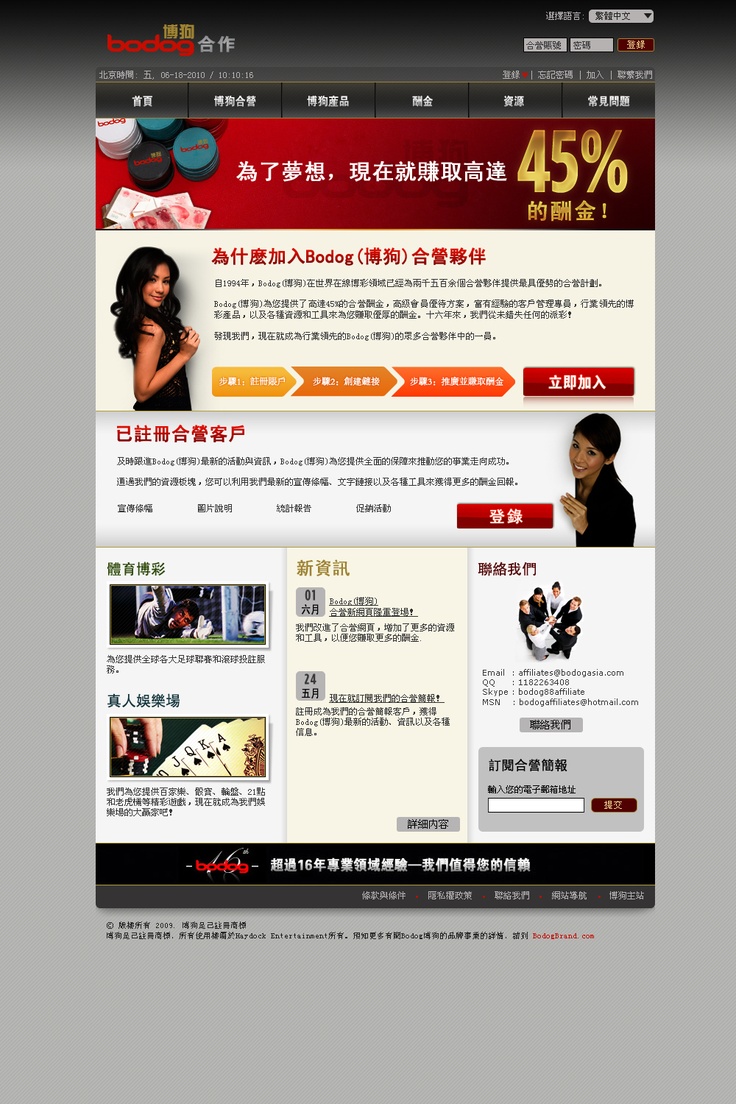 選擇語言: 繁體中文
博狗
bodog 合作
合營賬號 密碼 登錄
北京時間: 五, 06-18-2010 / 10:10:16
登錄 | 忘記密碼 | 加入 | 聯繫我們
首頁 博狗合營 博狗產品 酬金 資源 常見問題
為了夢想，現在就賺取高達 45%
的酬金!
為什麼加入Bodog(博狗)合營夥伴
自1994年，Bodog(博狗)在世界在線博彩領域已經為兩千五百余個合營夥伴提供最具優勢的合營計劃。
Bodog(博狗)為您提供了高達45%的合營酬金，高級會員優待方案，富有經驗的客戶管理專員，行業領先的博
彩產品，以及各種資源和工具來為您賺取優厚的酬金。十六年來，我們從未錯失任何的派彩!
發現我們，現在就成為行業領先的Bodog(博狗)的眾多合營夥伴中的一員。
步驟1: 註冊賬戶 步驟2: 創建鏈接 步驟3: 推廣並賺取酬金 立即加入
已註冊合營客戶
及時跟進Bodog(博狗)最新的活動與資訊，Bodog(博狗)為您提供全面的保障來推動您的事業走向成功。
通過我們的資源板塊，您可以利用我們最新的宣傳條幅、文字鏈接以及各種工具來獲得更多的酬金回報。
宣傳條幅 圖片說明 統計報告 促銷活動
登錄
體育博彩
為您提供全球各大足球聯賽和滾球投註服
務。
真人娛樂場
我們為您提供百家樂、骰寶、輪盤、21點
和老虎機等精彩遊戲，現在就成為我們娛
樂場的大贏家吧!
新資訊
01
六月
Bodog(博狗)
合營新網頁隆重登場!
我們改進了合營網頁，增加了更多的資源
和工具，以便您賺取更多的酬金.
24
五月
現在就訂閱我們的合營簡報!
註冊成為我們的合營簡報客戶，獲得
Bodog(博狗)最新的活動、資訊以及各種
信息。
詳細內容
聯絡我們
Email : affiliates@bodogasia.com
QQ : 1182263408
Skype : bodog88affiliate
MSN : bodogaffiliates@hotmail.com
聯絡我們
訂閱合營簡報
輸入您的電子郵箱地址
提交
16th
bodog 超過16年專業領域經驗—我們值得您的信賴
條款與條件 • 隱私權政策 • 聯絡我們 • 網站導航 • 博狗主站
© 版權所有 2009. 博狗是已註冊商標
博狗是已註冊商標. 所有使用權屬於Haydock Entertainment所有。預知更多有關Bodog博狗的品牌事業的詳情, 請到 BodogBrand.com